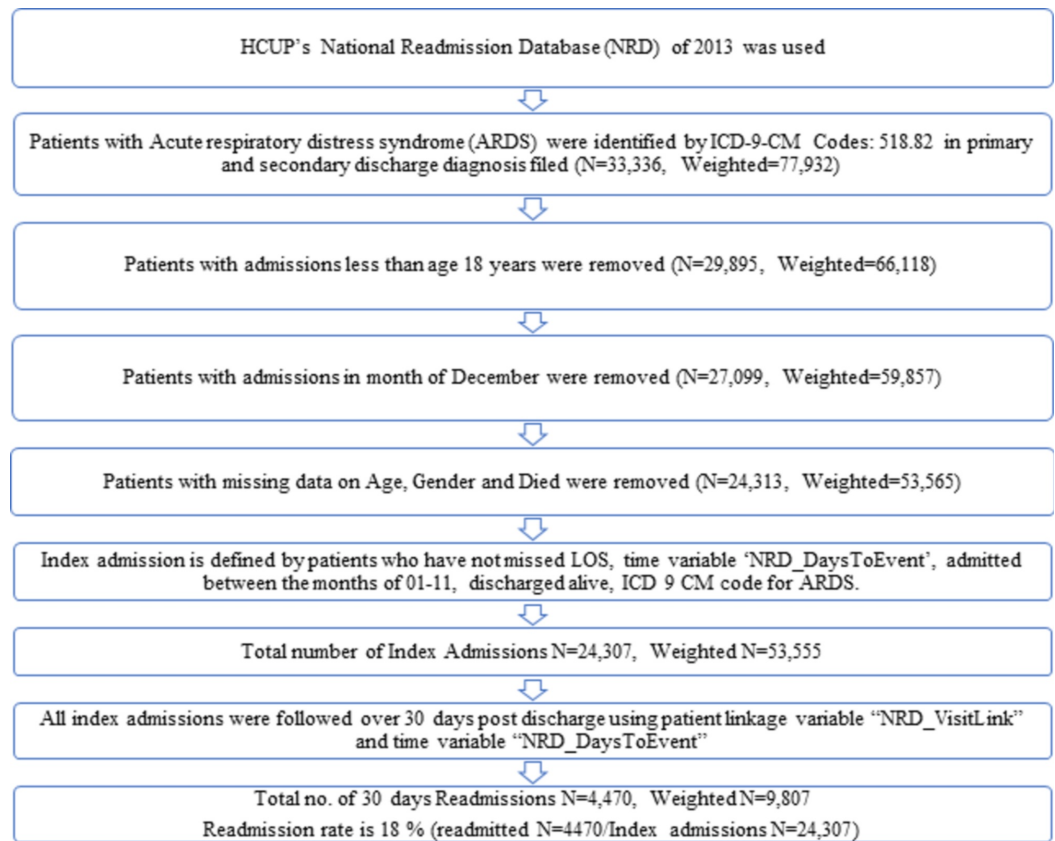 HCUP’s National Readmission Database (NRD) of 2013 was used
Patients with Acute respiratory distress syndrome (ARDS) were identified by ICD-9-CM Codes: 518.82 in primary
and secondary discharge diagnosis filed (N=33,336, Weighted=77,932)
Patients with admissions less than age 18 years were removed (N=29,895, Weighted=66,118)
Patients with admissions in month of December were removed (N=27,099, Weighted=59,857)
Patients with missing data on Age, Gender and Died were removed (N=24,313, Weighted=53,565)
Index admission is defined by patients who have not missed LOS, time variable ‘NRD_DaysToEvent’, admitted
between the months of 01-11, discharged alive, ICD 9 CM code for ARDS.
Total number of Index Admissions N=24,307, Weighted N=53,555
All index admissions were followed over 30 days post discharge using patient linkage variable “NRD_VisitLink”
and time variable “NRD_DaysToEvent”
Total no. of 30 days Readmissions N=4,470, Weighted N=9,807
Readmission rate is 18 % (readmitted N=4470/Index admissions N=24,307)